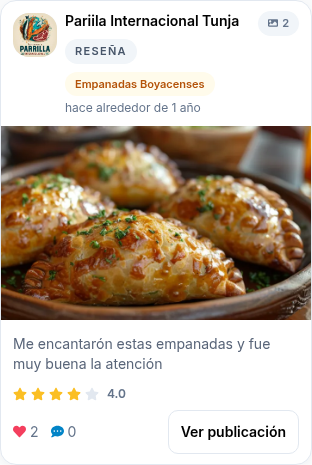 Pariila Internacional Tunja
2
RESEÑA
Empanadas Boyacenses
hace alrededor de 1 año
PARRILLA
Me encantarón estas empanadas y fue
muy buena la atención
4.0
2
0
Ver publicación